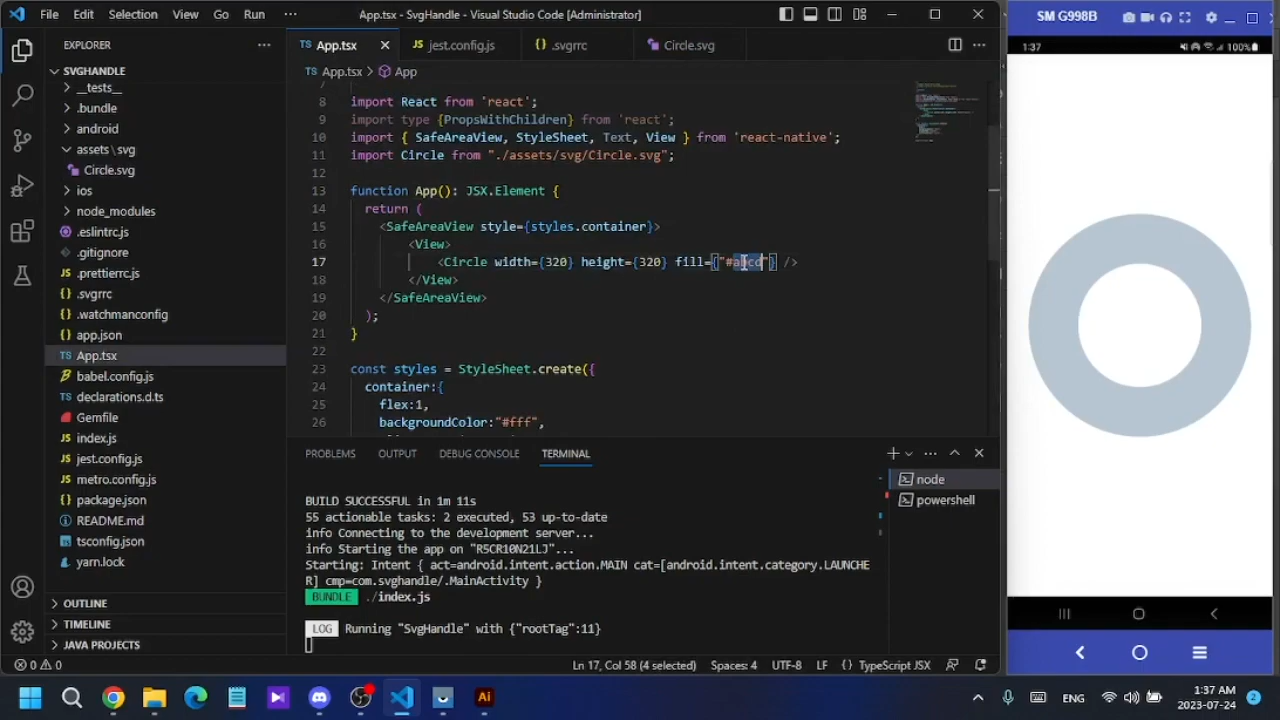 File Edit Selection View Go Run ··· App.tsx - SvgHandle - Visual Studio Code [Administrator]
SM G998B
EXPLORER
App.tsx
jest.config.js
.svgrrc
Circle.svg
1:37
100%
SVGHANDLE
App.tsx > App
__tests__
.bundle
android
assets\svg
Circle.svg
ios
node_modules
.eslintrc.js
.gitignore
.prettierrc.js
.svgrrc
.watchmanconfig
app.json
App.tsx
babel.config.js
declarations.d.ts
Gemfile
index.js
jest.config.js
metro.config.js
package.json
README.md
tsconfig.json
yarn.lock
OUTLINE
TIMELINE
JAVA PROJECTS
7
8 import React from 'react';
9 import type {PropsWithChildren} from 'react';
10 import { SafeAreaView, StyleSheet, Text, View } from 'react-native';
11 import Circle from "./assets/svg/Circle.svg";
12
13 function App(): JSX.Element {
14 return (
15 <SafeAreaView style={styles.container}>
16 <View>
17 <Circle width={320} height={320} fill={"#abcd"} />
18 </View>
19 </SafeAreaView>
20 );
21 }
22
23 const styles = StyleSheet.create({
24 container:{
25 flex:1,
26 backgroundColor:"#fff",
PROBLEMS OUTPUT DEBUG CONSOLE TERMINAL
node
powershell
BUILD SUCCESSFUL in 1m 11s
55 actionable tasks: 2 executed, 53 up-to-date
info Connecting to the development server...
info Starting the app on "R5CR10N21LJ"...
Starting: Intent { act=android.intent.action.MAIN cat=[android.intent.category.LAUNCHE
R] cmp=com.svghandle/.MainActivity }
BUNDLE ./index.js
LOG Running "SvgHandle" with {"rootTag":11}
0 0 Ln 17, Col 58 (4 selected) Spaces: 4 UTF-8 LF {} TypeScript JSX
ENG
1:37 AM
2023-07-24
2